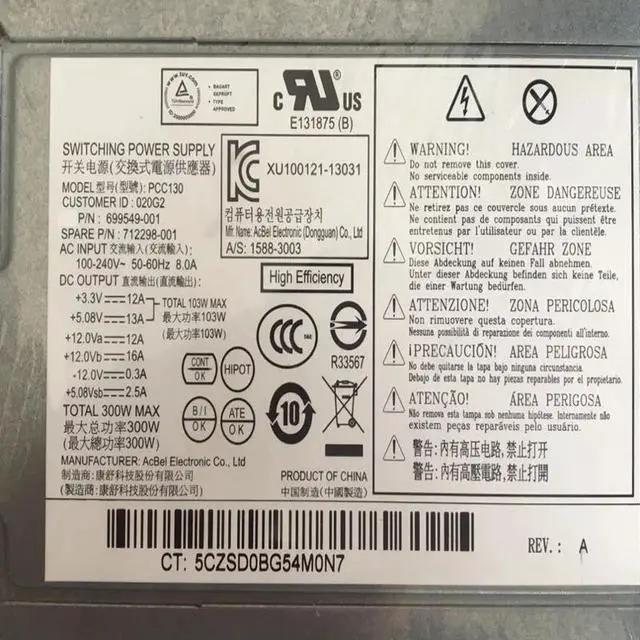 www.tuv.com
TÜVRheinland
• BAUART
GEPRÜFT
• TYPE
APPROVED
c RU® US
E131875 (B)
SWITCHING POWER SUPPLY
开关电源(交換式電源供應器)
MODEL 型号(型號): PCC130
CUSTOMER ID : 020G2
P/N : 699549-001
SPARE P/N : 712298-001
AC INPUT 交流输入(交流輸入):
100-240V~ 50-60Hz 8.0A
DC OUTPUT 直流输出(直流輸出):
+3.3V 12A
+5.08V 13A
TOTAL 103W MAX
(最大功率103W)
(最大功率103W)
+12.0Va 12A
+12.0Vb 16A
-12.0V 0.3A
+5.08Vsb 2.5A
TOTAL 300W MAX
(最大总功率300W)
(最大總功率300W)
MANUFACTURER: AcBel Electronic Co., Ltd
制造商: 康舒科技股份有限公司
(製造商: 康舒科技股份有限公司)
XU100121-13031
컴퓨터용전원공급장치
Mfr. Name: AcBel Electronic (Dongguan) Co., Ltd
A/S: 1588-3003
High Efficiency
CCC
S&E
R33567
CONT
OK
HIPOT
B/I
OK
ATE
OK
10
PRODUCT OF CHINA
中国制造(中國製造)
WARNING! HAZARDOUS AREA
Do not remove this cover.
No serviceable components inside.
ATTENTION! ZONE DANGEREUSE
Ne retirez pas ce couvercle sous aucun prétexte.
Ne contient pas de composants qui puissent être
entretenus par l'utilisateur ou par la clientèle.
VORSICHT! GEFAHR ZONE
Diese Abdeckung auf keinen Fall abnehmen.
Unter dieser Abdeckung befinden sich keine Teile,
die einer Wartung bedürfen.
ATTENZIONE! ZONA PERICOLOSA
Non rimuovere questa copertura.
Nessuna possibilità di riparazione dei componenti all'interno.
¡PRECAUCIÓN! AREA PELIGROSA
No debe quitarse la tapa bajo ninguna circunstancia.
Debajo de esta tapa no hay piezas reparables por el propietario.
ATENÇÃO! ÁREA PERIGOSA
Não remova esta tampa sob nenhuma hipótese. Internamente não
existem peças reparáveis pelo usuário.
警告: 內有高压电路, 禁止打开
警告: 內有高壓電路, 禁止打開
CT: 5CZSD0BG54M0N7
REV.: A